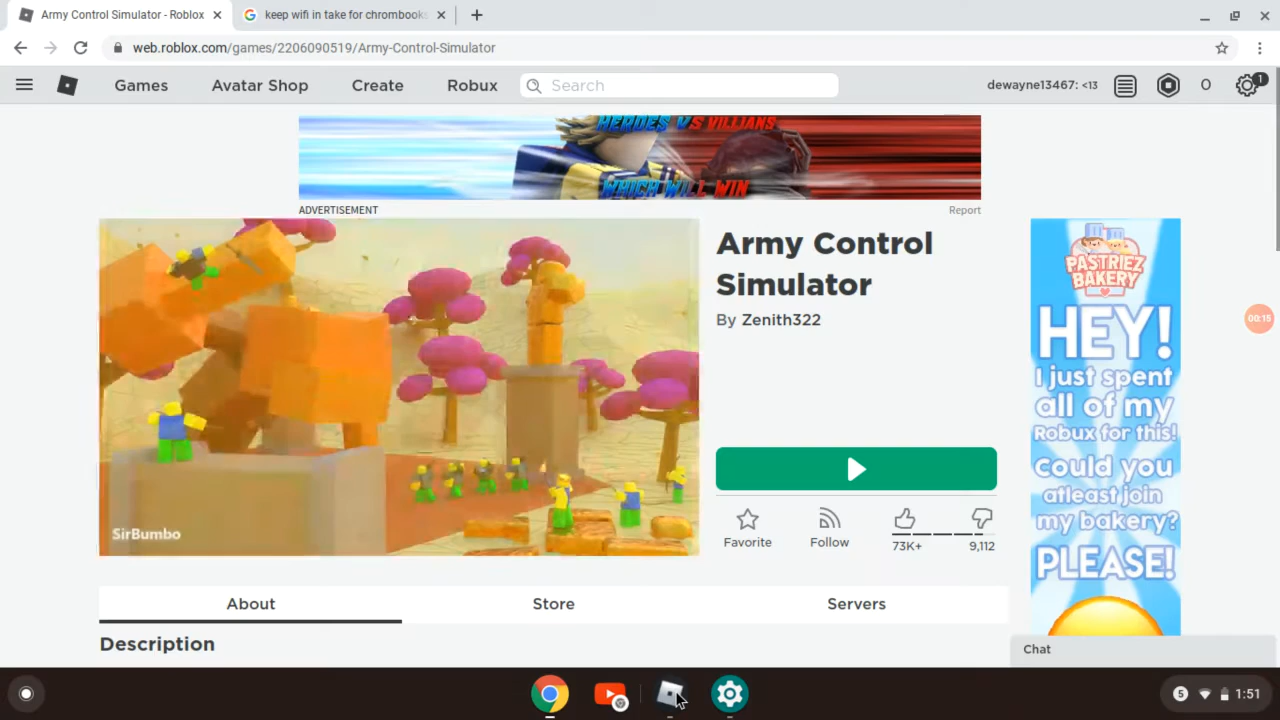 Army Control Simulator - Roblox
keep wifi in take for chrombooks
web.roblox.com/games/2206090519/Army-Control-Simulator
Games Avatar Shop Create Robux Search dewayne13467: <13 0 1
HEROES VS VILLIANS
WHICH WILL WIN
ADVERTISEMENT Report
Army Control
Simulator
By Zenith322
SirBumbo
Favorite Follow 73K+ 9,112
PASTRIEZ
BAKERY
HEY!
I just spent
all of my
Robux for this!
Could you
atleast join
my bakery?
PLEASE!
00:15
About Store Servers
Description
Chat
5 1:51